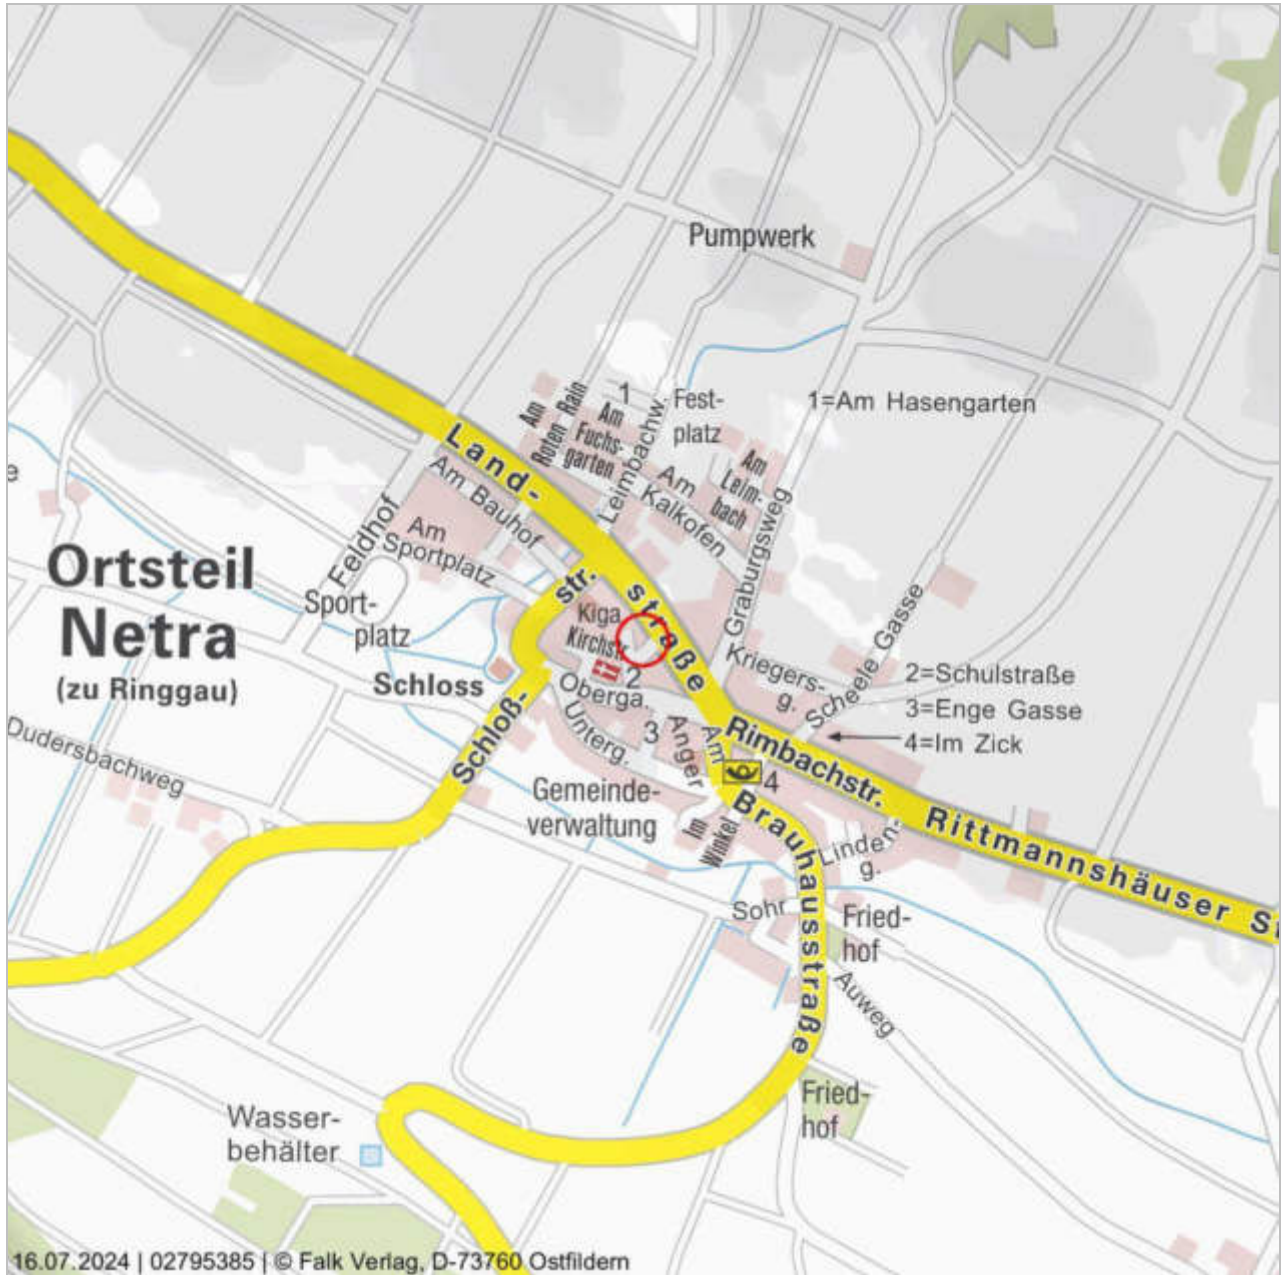 Pumpwerk
1=Am Hasengarten
1
Fest-
platz
Am
Roten Rain
Am
Fuchs-
garten
Leimbachw.
Am
Kalkofen
Am
Leim-
bach
Graburgsweg
Land-
straße
Am Bauhof
Am
Sportplatz
Feldhof
e
Ortsteil
Netra
(zu Ringgau)
Sport-
platz
Schloss
Schloß-
str.
Kiga
Kirchstr.
2
Oberga.
Unterg.
3
Anger
Am
Kriegers-
g.
Scheele Gasse
2=Schulstraße
3=Enge Gasse
4=Im Zick
Rimbachstr.
4
Dudersbachweg
Gemeinde-
verwaltung
Im
Winkel
Brauhausstraße
Linden-
g.
Rittmannshäuser St
Sohr
Fried-
hof
Auweg
Fried-
hof
Wasser-
behälter
16.07.2024 | 02795385 | © Falk Verlag, D-73760 Ostfildern